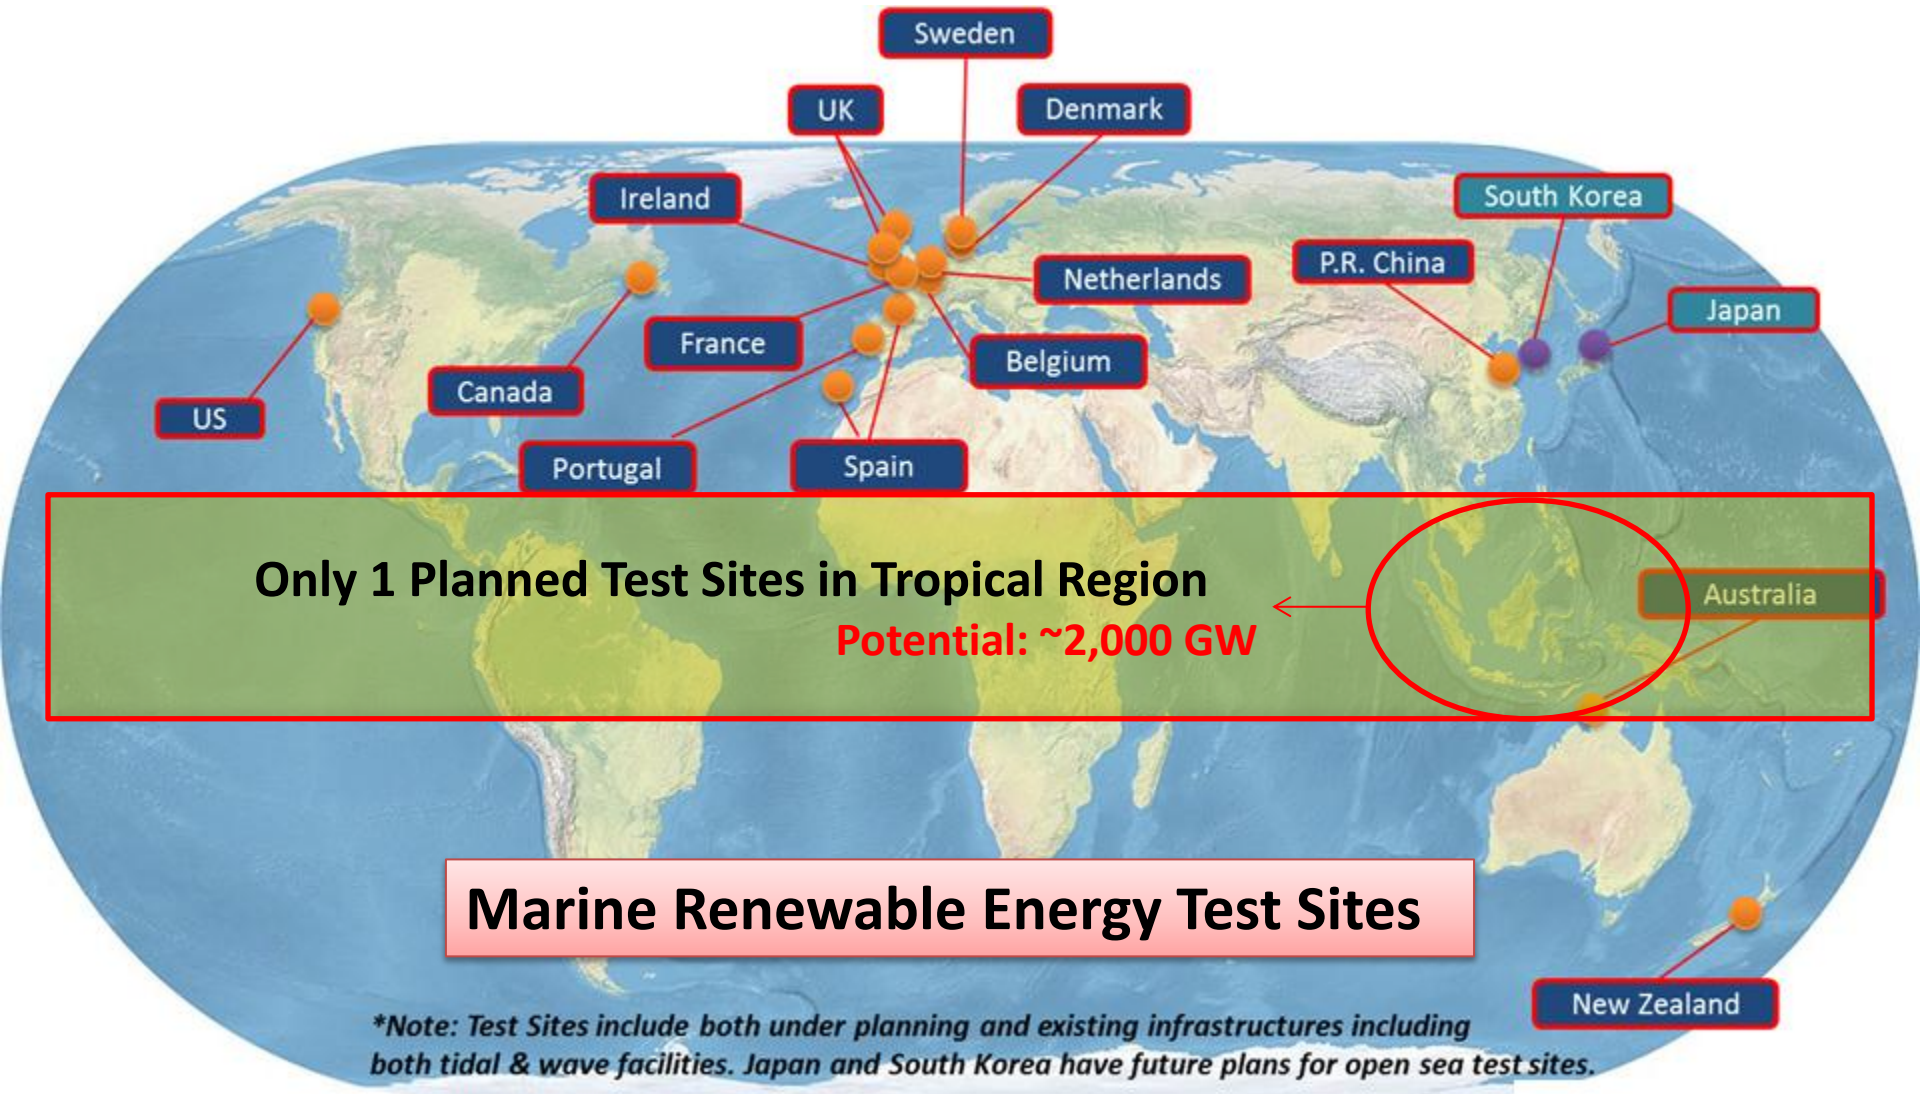 Sweden
UK
Denmark
Ireland
South Korea
P.R. China
Netherlands
Japan
France
Belgium
Canada
US
Portugal
Spain
Only 1 Planned Test Sites in Tropical Region
Australia
Potential: ~2,000 GW
Marine Renewable Energy Test Sites
New Zealand
*Note: Test Sites include both under planning and existing infrastructures including
both tidal & wave facilities. Japan and South Korea have future plans for open sea test sites.